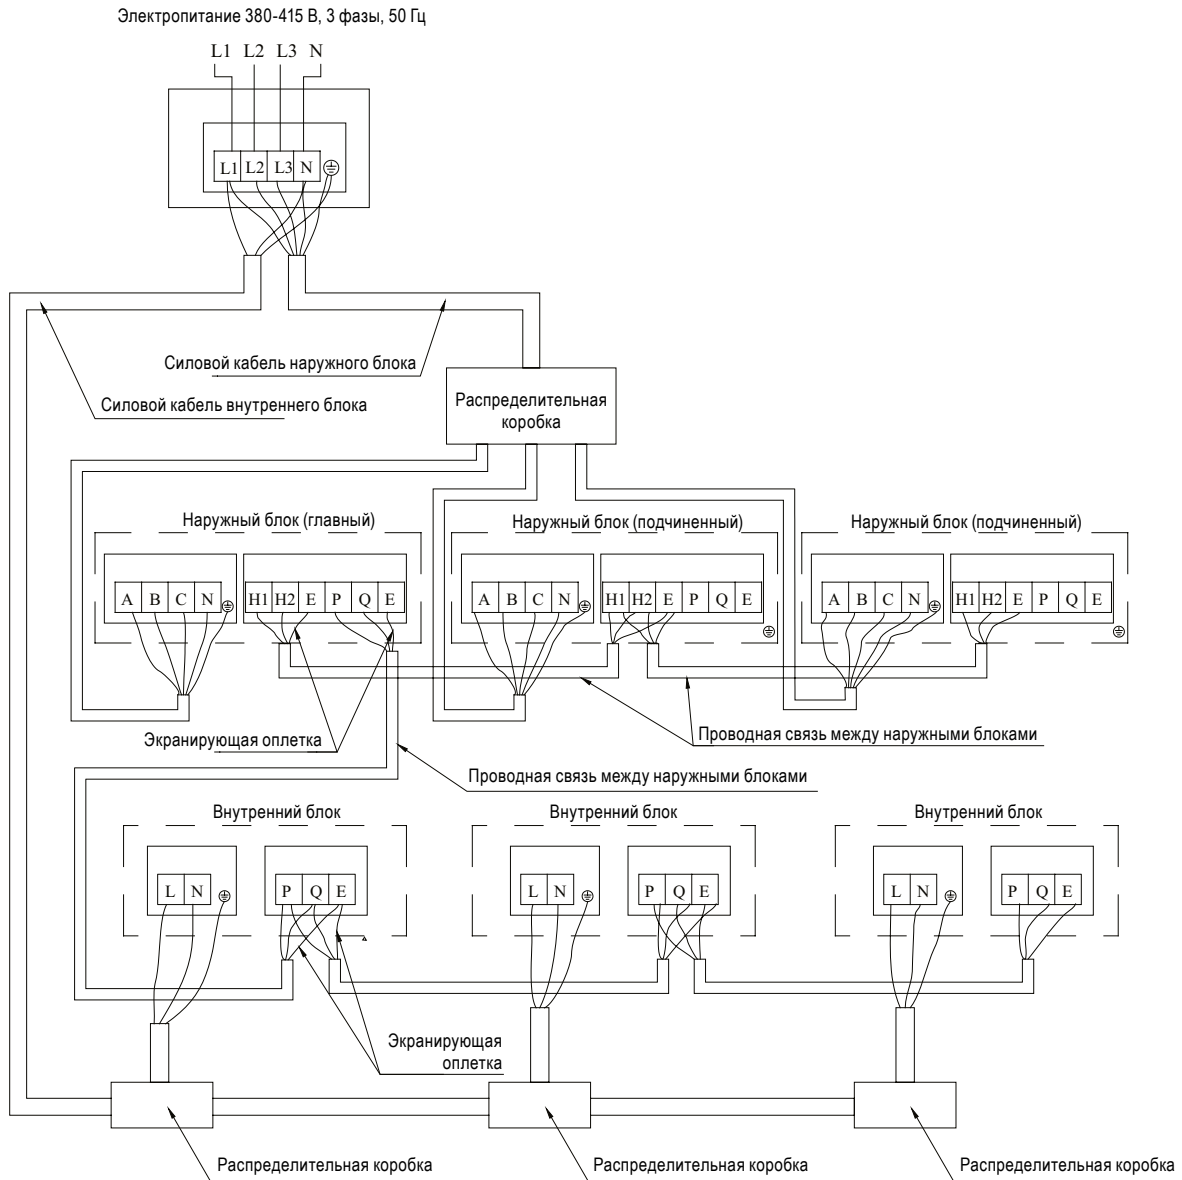 Электропитание 380-415 В, 3 фазы, 50 Гц
L1 L2 L3 N
L1 L2 L3 N
Силовой кабель наружного блока
Силовой кабель внутреннего блока
Распределительная
коробка
Наружный блок (главный)
Наружный блок (подчиненный)
Наружный блок (подчиненный)
A B C N
H1 H2 E P Q E
A B C N
H1 H2 E P Q E
A B C N
H1 H2 E P Q E
Экранирующая оплетка
Проводная связь между наружными блоками
Проводная связь между наружными блоками
Внутренний блок
Внутренний блок
Внутренний блок
L N
P Q E
L N
P Q E
L N
P Q E
Экранирующая
оплетка
Распределительная коробка
Распределительная коробка
Распределительная коробка